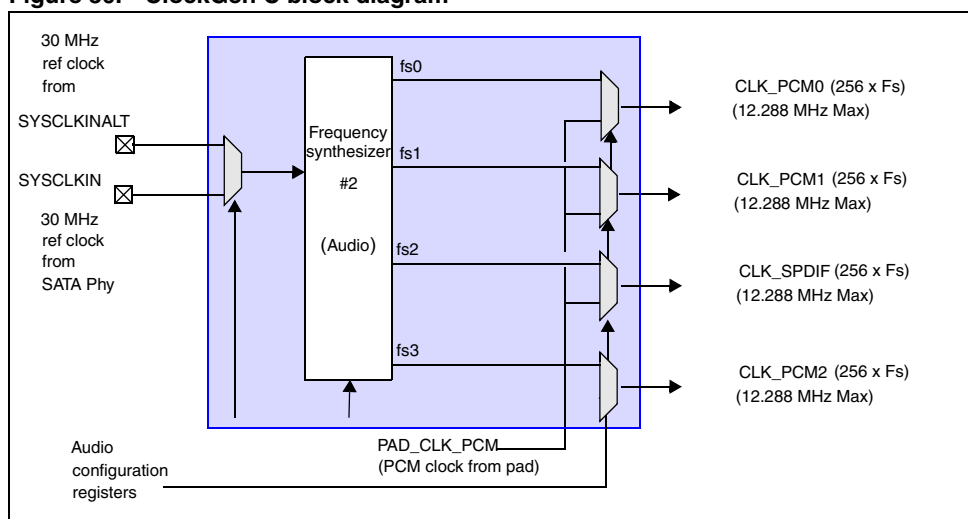 Figure ClockGen C block diagram
30 MHz
ref clock
from
SYSCLKINALT
SYSCLKIN
30 MHz
ref clock
from
SATA Phy
Frequency
synthesizer
#2
(Audio)
fs0
fs1
fs2
fs3
CLK_PCM0 (256 x Fs)
(12.288 MHz Max)
CLK_PCM1 (256 x Fs)
(12.288 MHz Max)
CLK_SPDIF (256 x Fs)
(12.288 MHz Max)
CLK_PCM2 (256 x Fs)
(12.288 MHz Max)
PAD_CLK_PCM
(PCM clock from pad)
Audio
configuration
registers